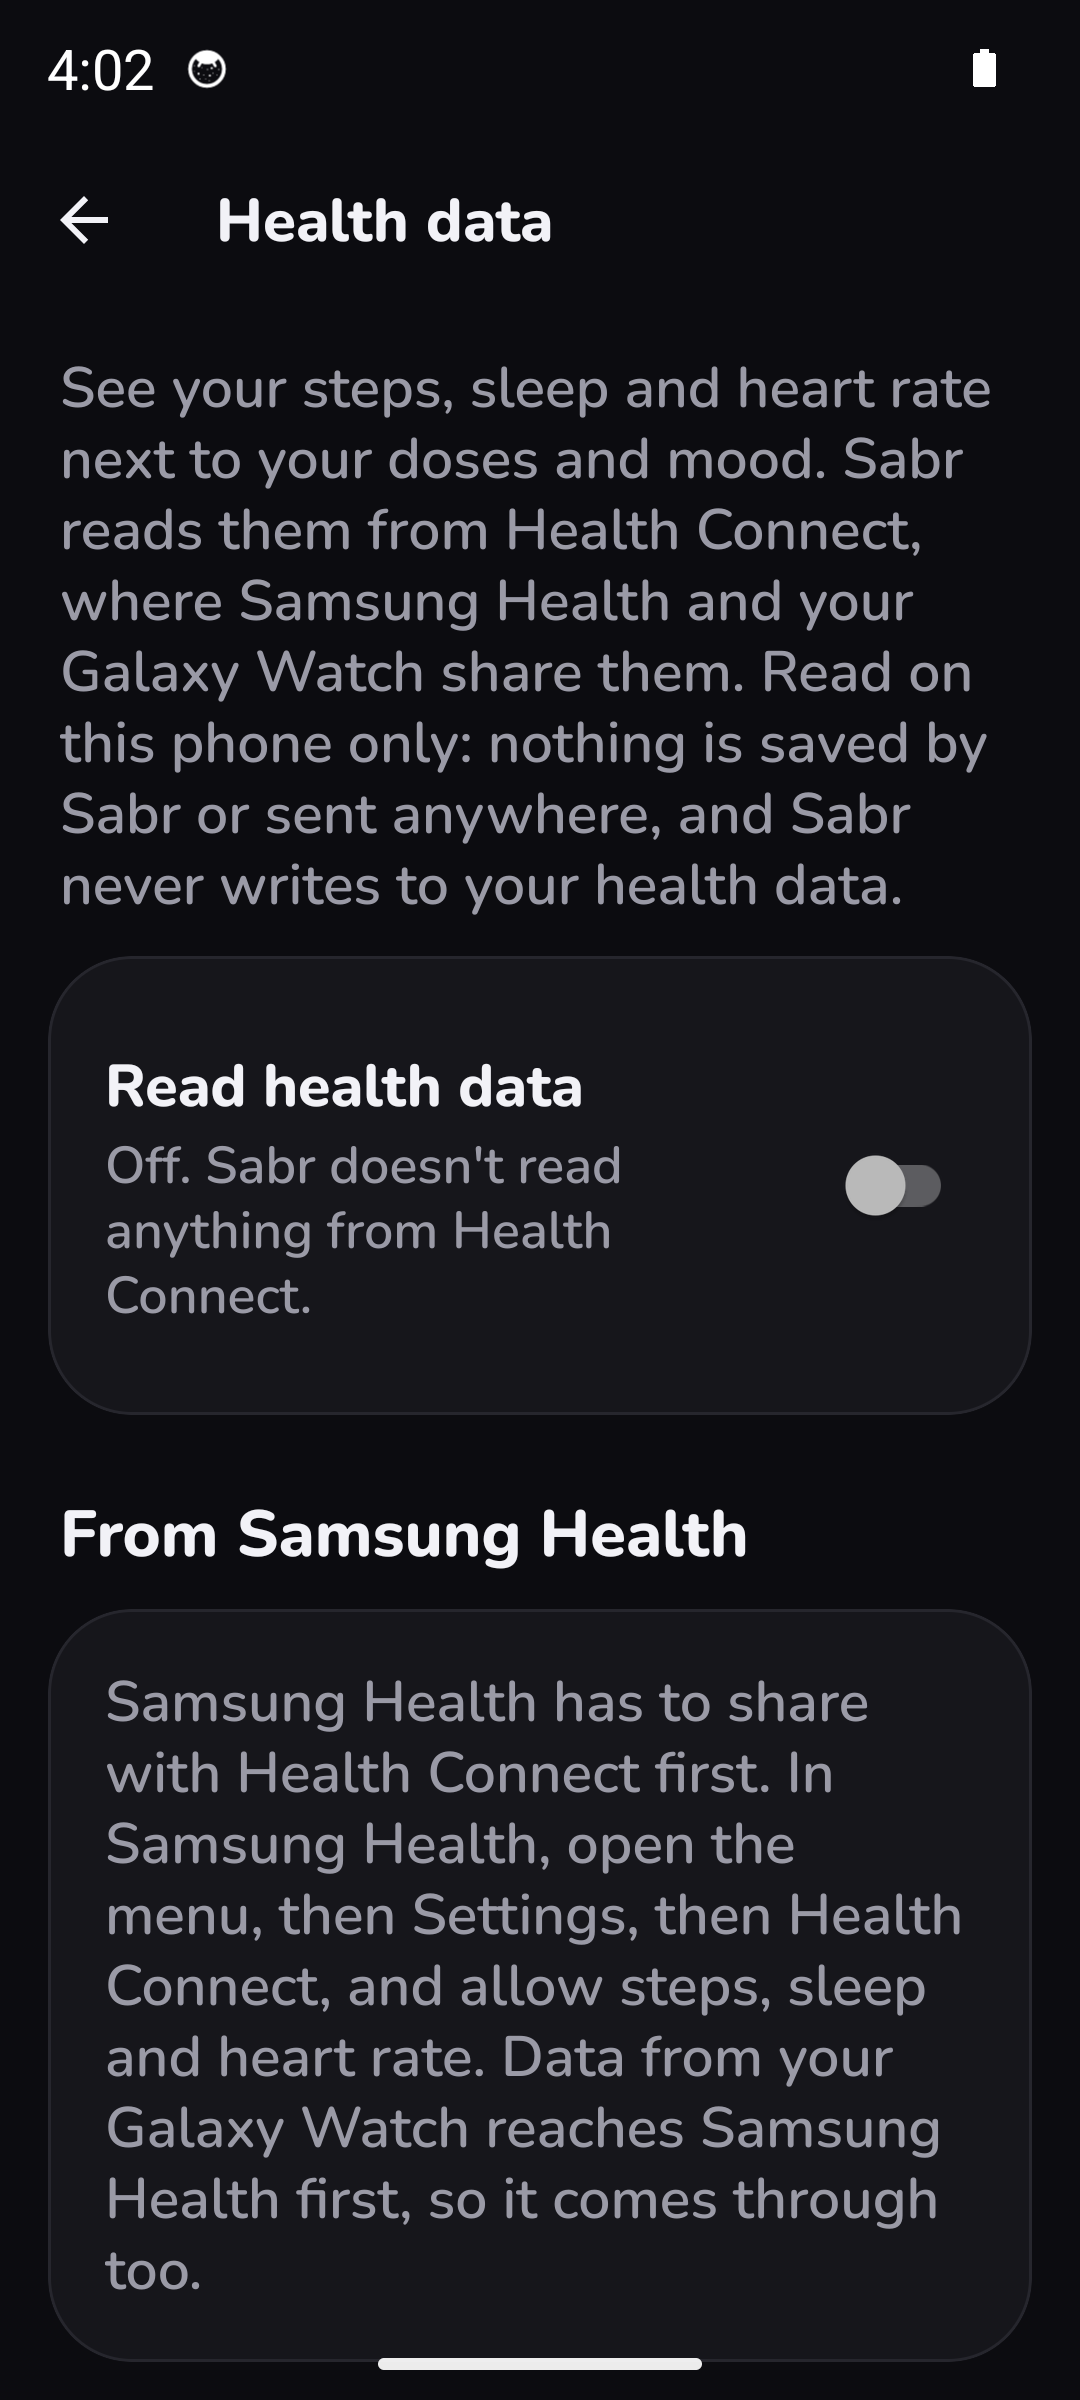 4:02
Health data
See your steps, sleep and heart rate
next to your doses and mood. Sabr
reads them from Health Connect,
where Samsung Health and your
Galaxy Watch share them. Read on
this phone only: nothing is saved by
Sabr or sent anywhere, and Sabr
never writes to your health data.
Read health data
Off. Sabr doesn't read
anything from Health
Connect.
From Samsung Health
Samsung Health has to share
with Health Connect first. In
Samsung Health, open the
menu, then Settings, then Health
Connect, and allow steps, sleep
and heart rate. Data from your
Galaxy Watch reaches Samsung
Health first, so it comes through
too.